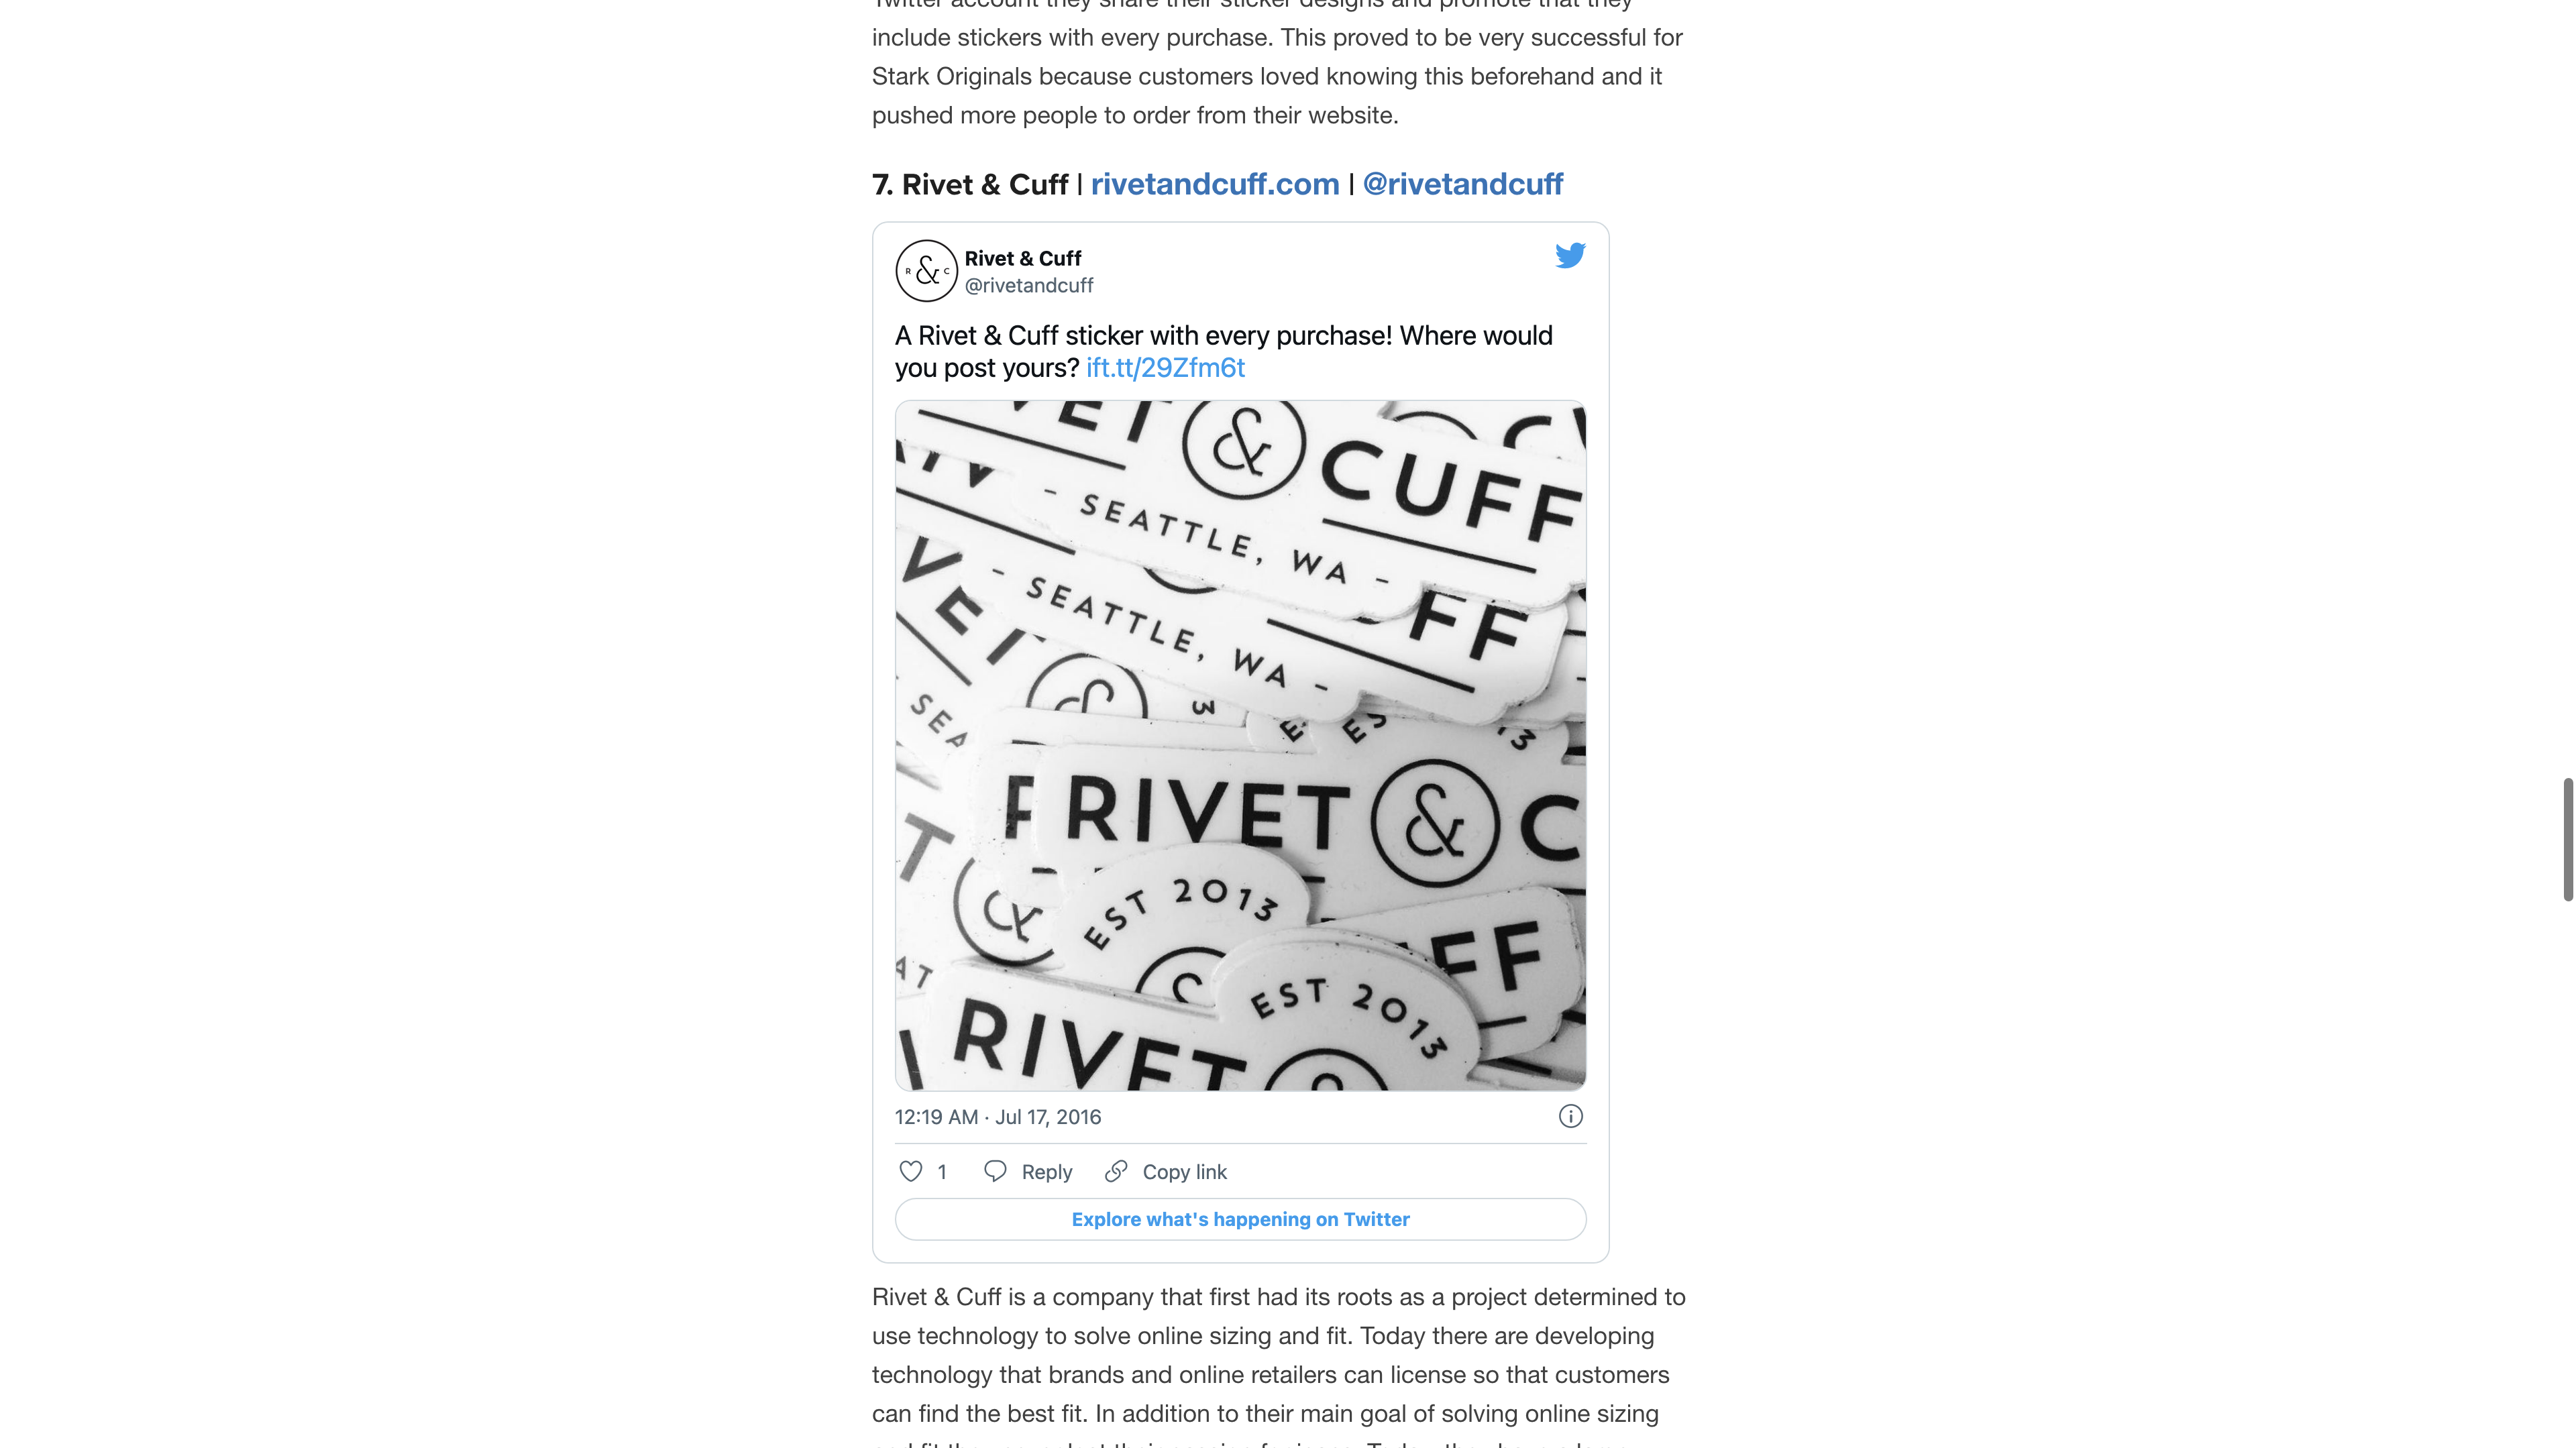 include stickers with every purchase. This proved to be very successful for
Stark Originals because customers loved knowing this beforehand and it
pushed more people to order from their website.
7. Rivet & Cuff | rivetandcuff.com | @rivetandcuff
R & C
Rivet & Cuff
@rivetandcuff
A Rivet & Cuff sticker with every purchase! Where would
you post yours? ift.tt/29Zfm6t
VET & CUFF
- SEATTLE, WA -
FF
- SEATTLE, WA -
VET
SEA
RIVET & C
T &
EST 2013
FF
EST 2013
RIVET
12:19 AM · Jul 17, 2016
1
Reply
Copy link
Explore what's happening on Twitter
Rivet & Cuff is a company that first had its roots as a project determined to
use technology to solve online sizing and fit. Today there are developing
technology that brands and online retailers can license so that customers
can find the best fit. In addition to their main goal of solving online sizing